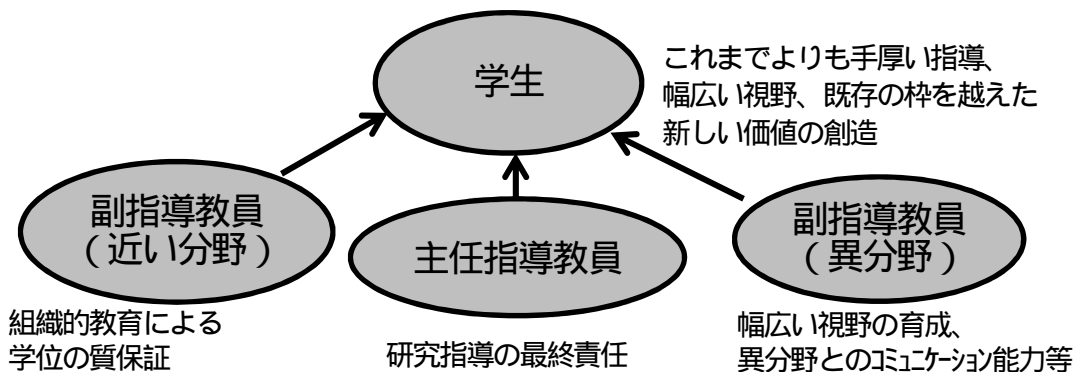 学生
これまでよりも手厚い指導、
幅広い視野、既存の枠を越えた
新しい価値の創造
副指導教員
(近い分野)
主任指導教員
副指導教員
(異分野)
組織的教育による
学位の質保証
研究指導の最終責任
幅広い視野の育成、
異分野とのコミュニケーション能力等